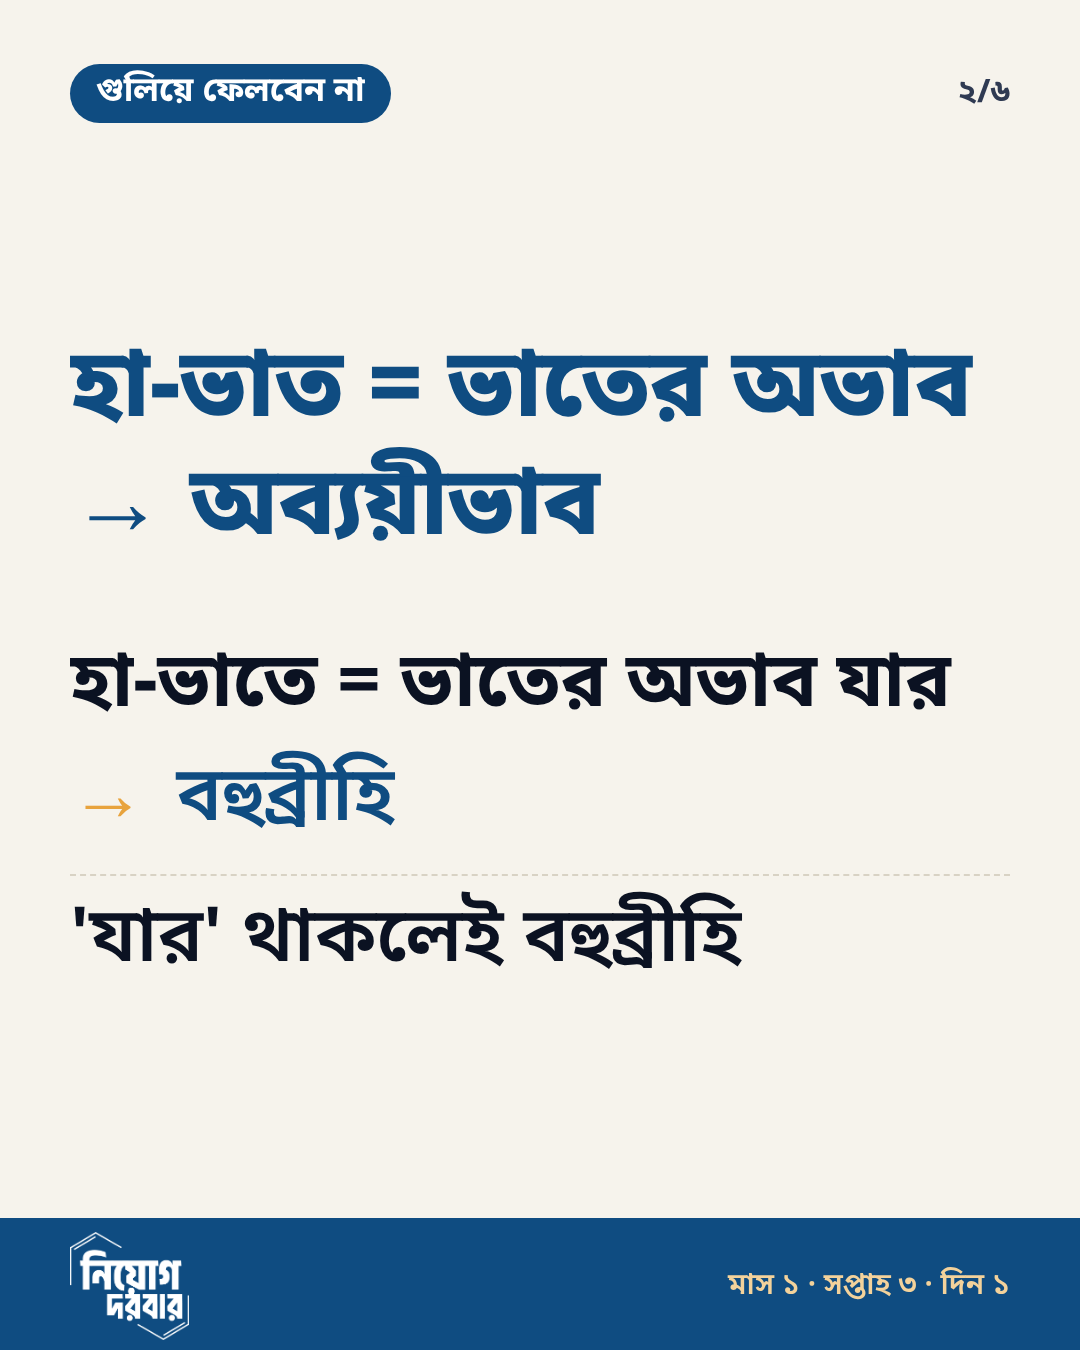 গুলিয়ে ফেলবেন না
২/৬
হা-ভাত = ভাতের অভাব
→ অব্যয়ীভাব
হা-ভাতে = ভাতের অভাব যার
→ বহুব্রীহি
'যার' থাকলেই বহুব্রীহি
নিয়োগ
দরবার
মাস ১ · সপ্তাহ ৩ · দিন ১